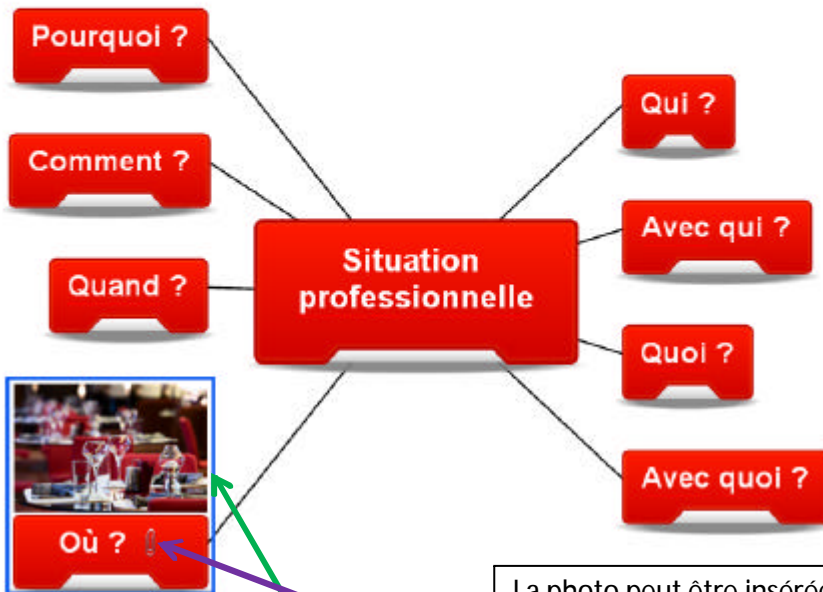 Pourquoi ?
Comment ?
Quand ?
Où ?
Situation
professionnelle
Qui ?
Avec qui ?
Quoi ?
Avec quoi ?
La photo peut être insérée